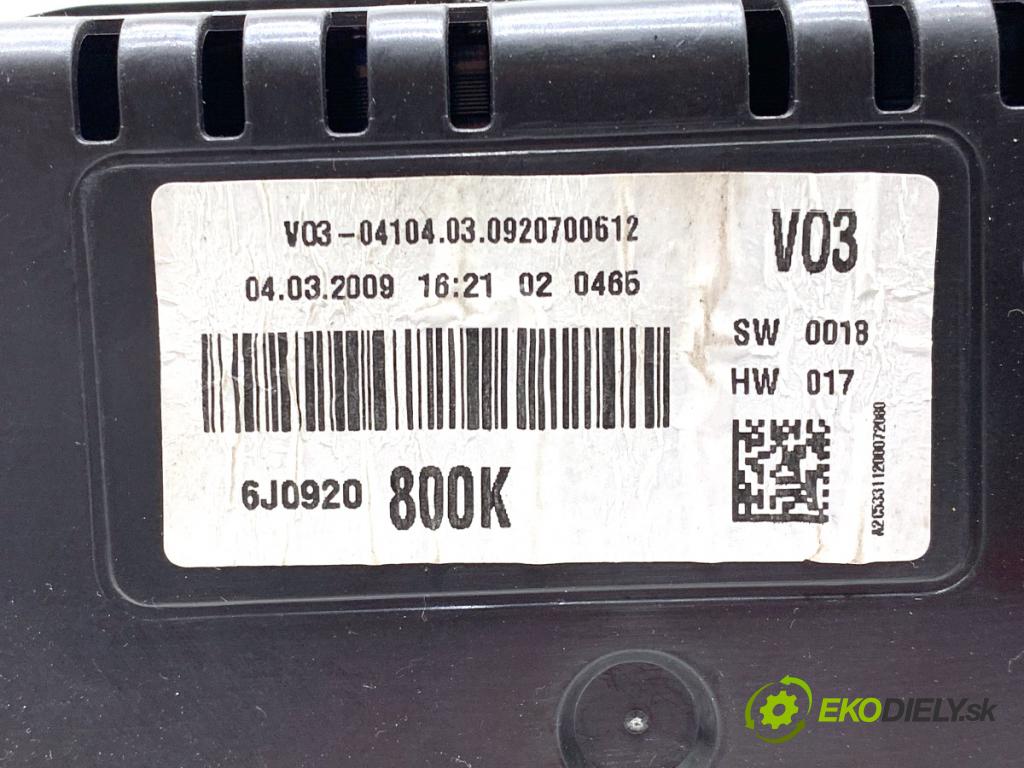 V03-04104.03.0920700612
V03
04.03.2009 16:21 02 0465
SW 0018
HW 017
6J0920 800K
A2C53311200072080
EKODIELY.sk